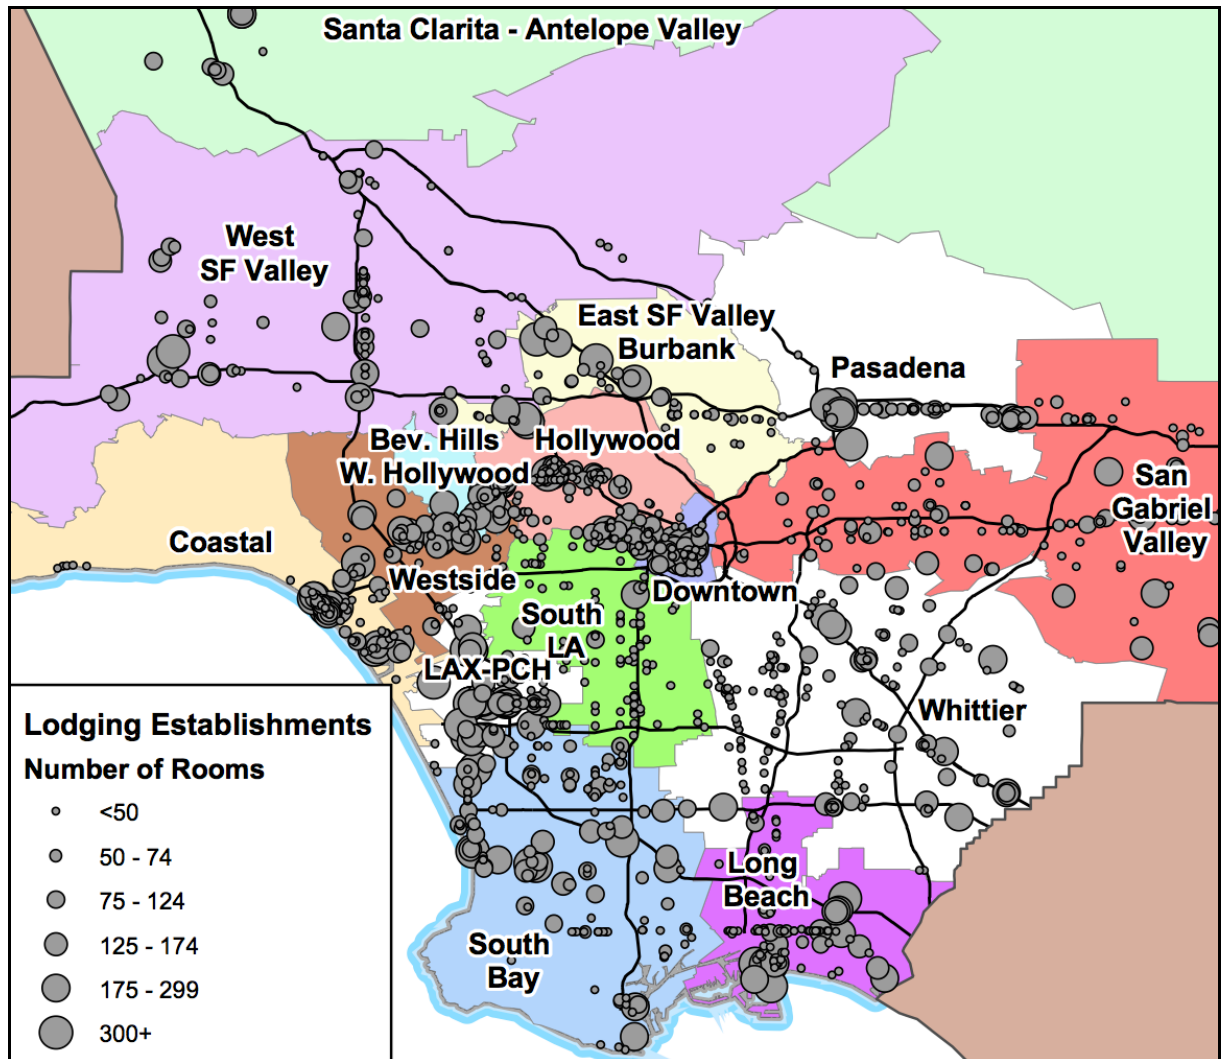 Santa Clarita - Antelope Valley
West
SF Valley
East SF Valley
Burbank
Pasadena
Bev. Hills
W. Hollywood
Hollywood
San
Gabriel
Valley
Coastal
Westside
Downtown
South
LA
LAX-PCH
Whittier
Long
Beach
South
Bay
Lodging Establishments
Number of Rooms
<50
50 - 74
75 - 124
125 - 174
175 - 299
300+